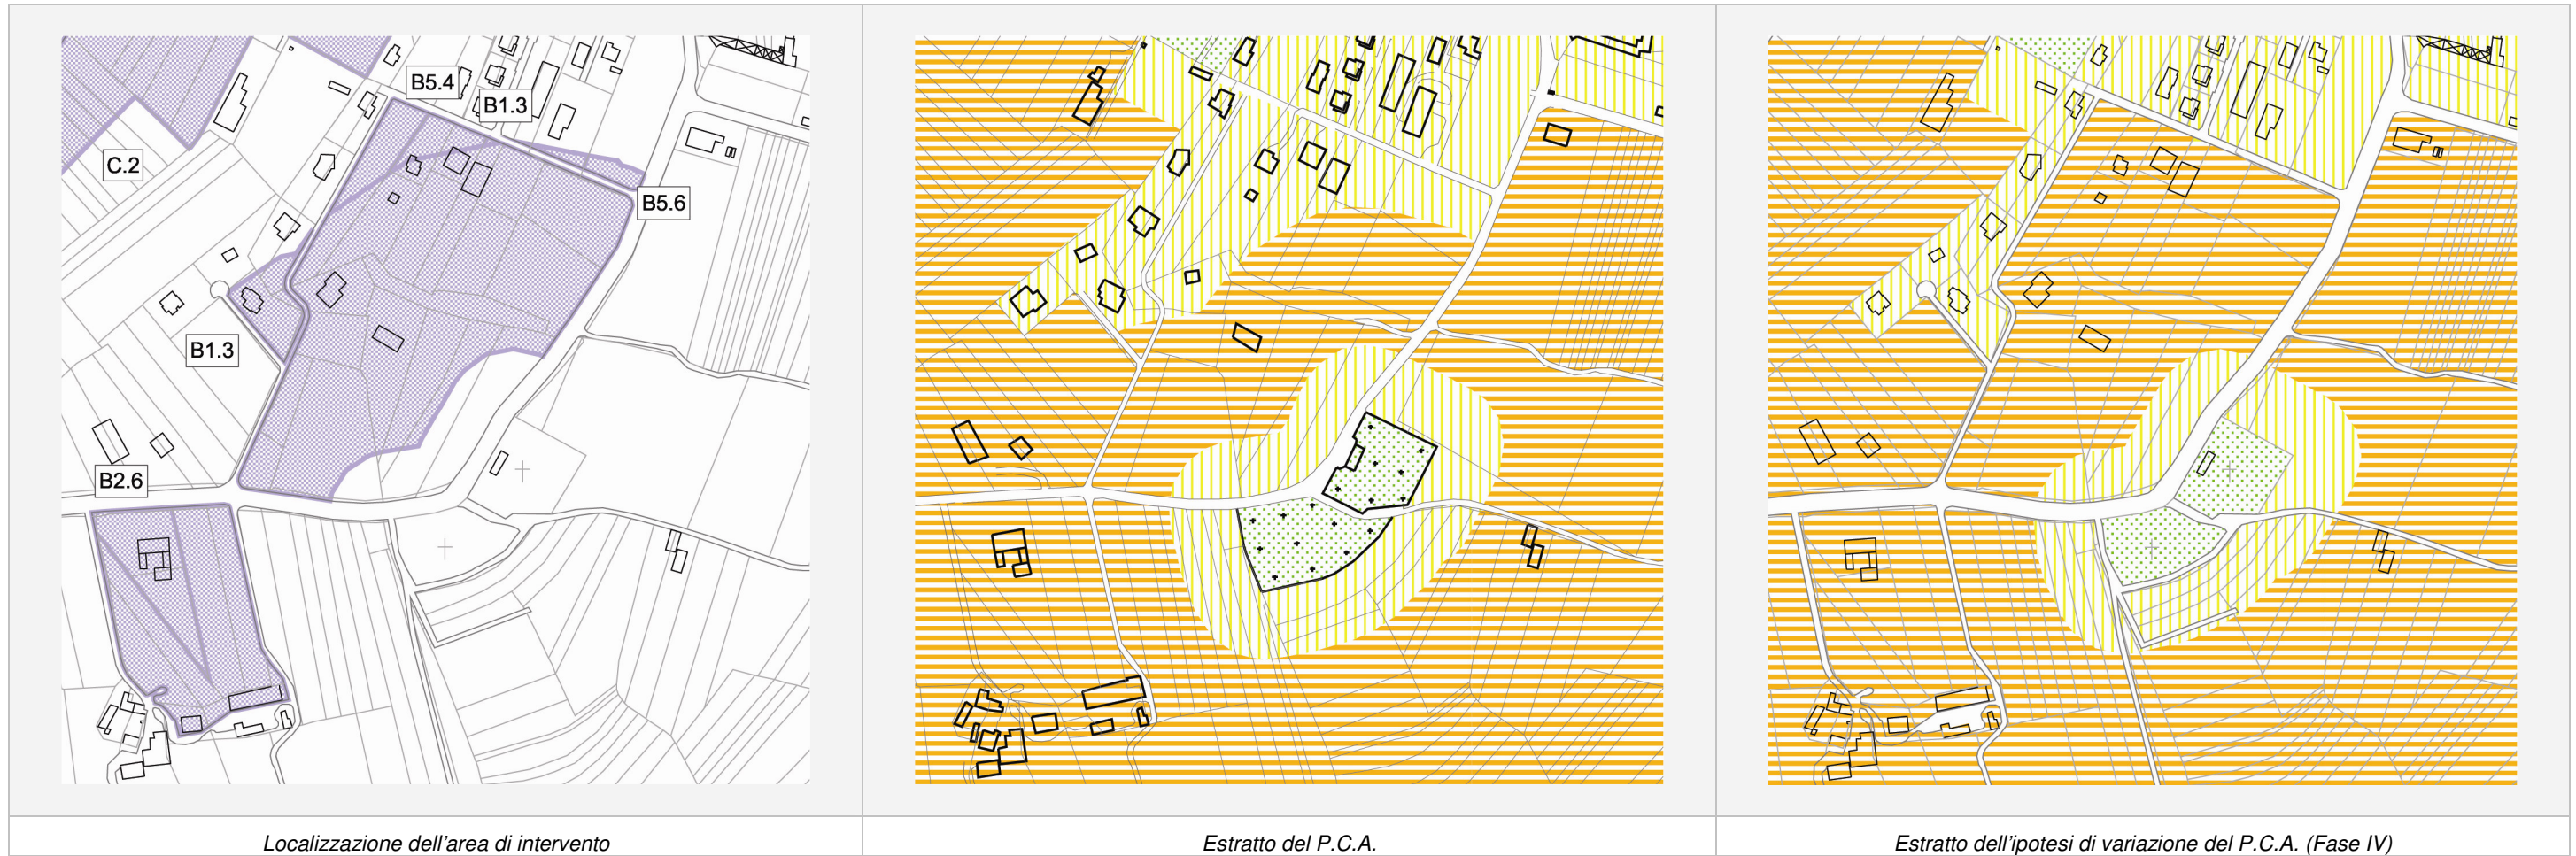 B5.4
B1.3
C.2
B5.6
B1.3
B2.6
Localizzazione dell'area di intervento
Estratto del P.C.A.
Estratto dell'ipotesi di variazione del P.C.A. (Fase IV)